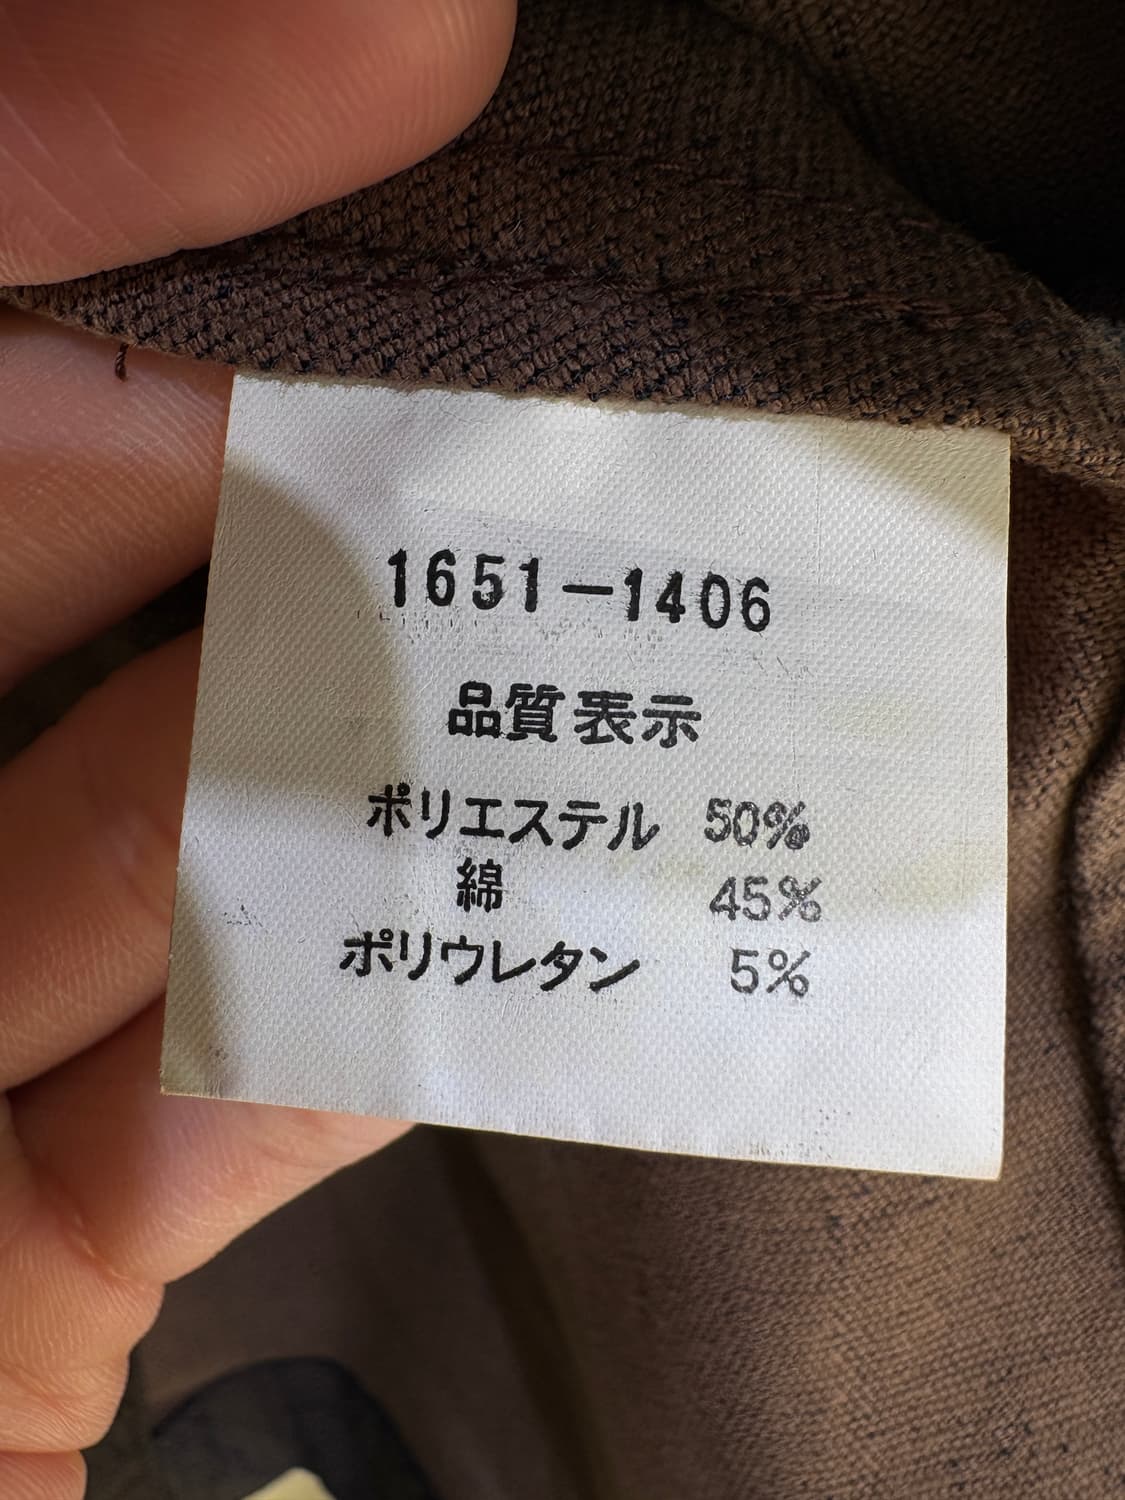 1651-1406
品質表示
ポリエステル 50%
綿 45%
ポリウレタン 5%